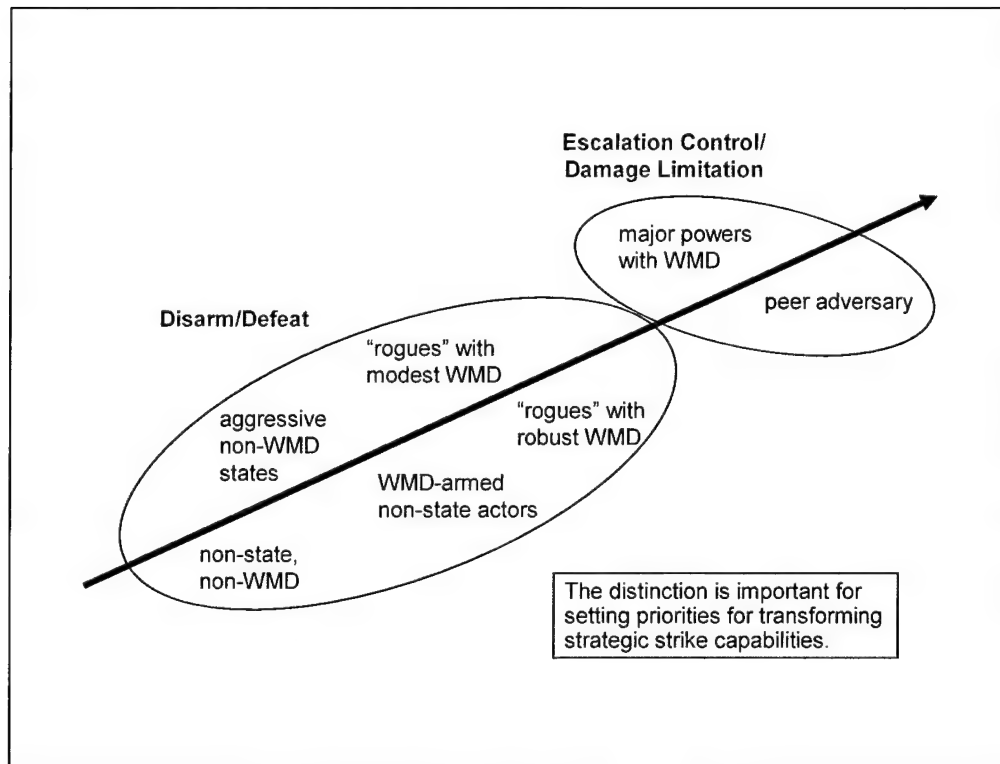 Escalation Control/
Damage Limitation
major powers
with WMD
peer adversary
Disarm/Defeat
“rogues” with
modest WMD
“rogues” with
robust WMD
aggressive
non-WMD
states
WMD-armed
non-state actors
non-state,
non-WMD
The distinction is important for
setting priorities for transforming
strategic strike capabilities.